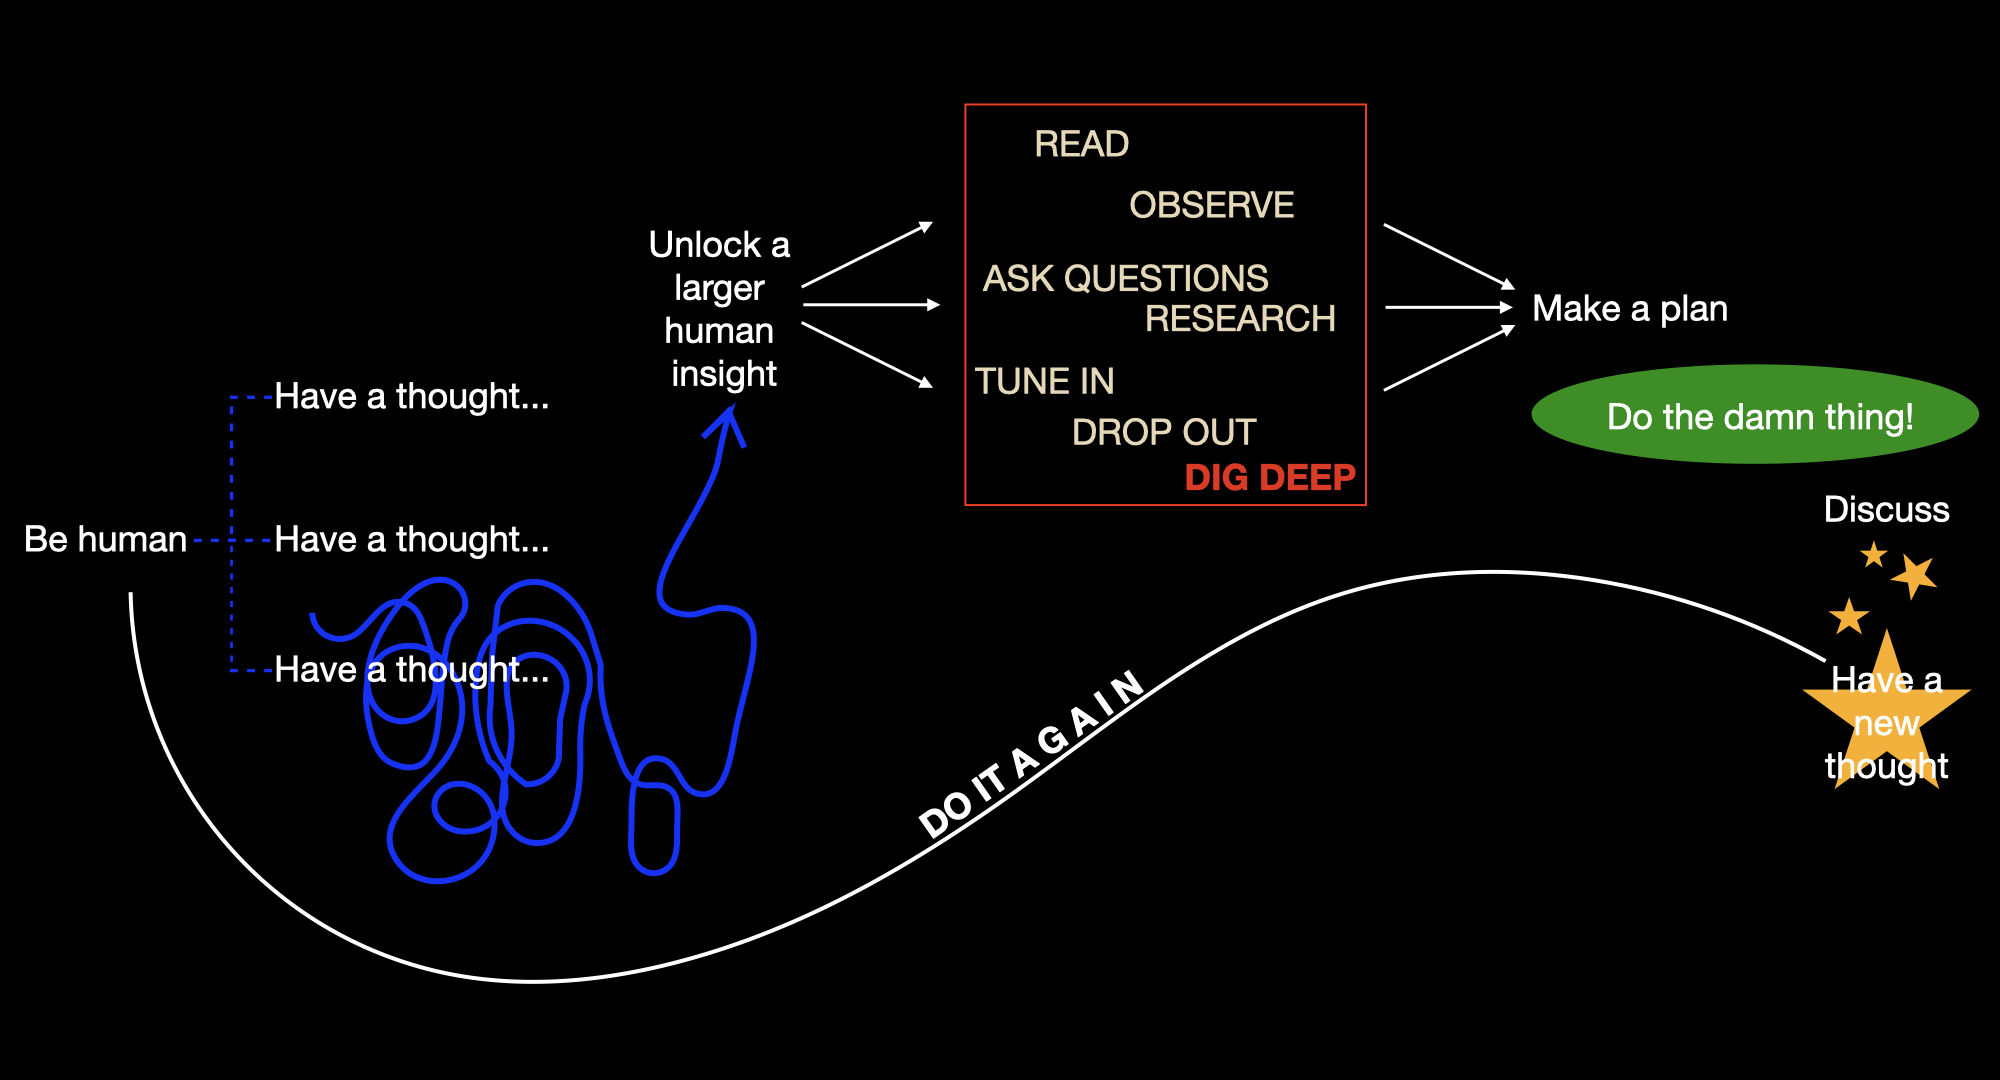 Be human
Have a thought...
Have a thought...
Have a thought...
Unlock a
larger
human
insight
READ
OBSERVE
ASK QUESTIONS
RESEARCH
TUNE IN
DROP OUT
DIG DEEP
Make a plan
Do the damn thing!
Discuss
Have a
new
thought
DO IT AGAIN